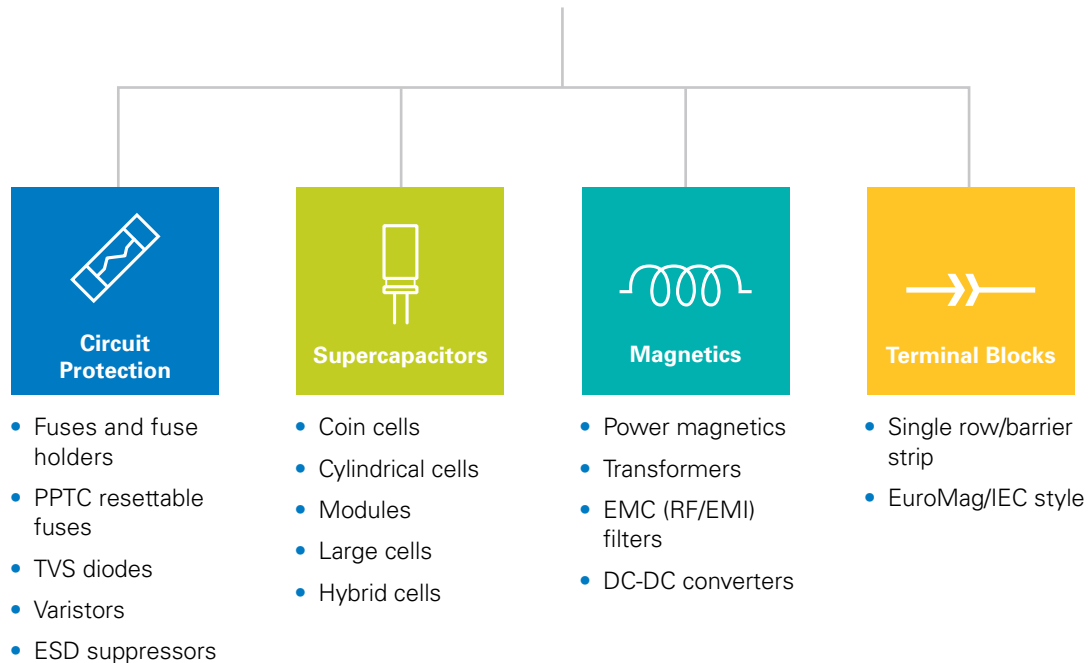 Circuit
Protection
• Fuses and fuse
holders
• PPTC resettable
fuses
• TVS diodes
• Varistors
• ESD suppressors
Supercapacitors
• Coin cells
• Cylindrical cells
• Modules
• Large cells
• Hybrid cells
Magnetics
• Power magnetics
• Transformers
• EMC (RF/EMI)
filters
• DC-DC converters
Terminal Blocks
• Single row/barrier
strip
• EuroMag/IEC style